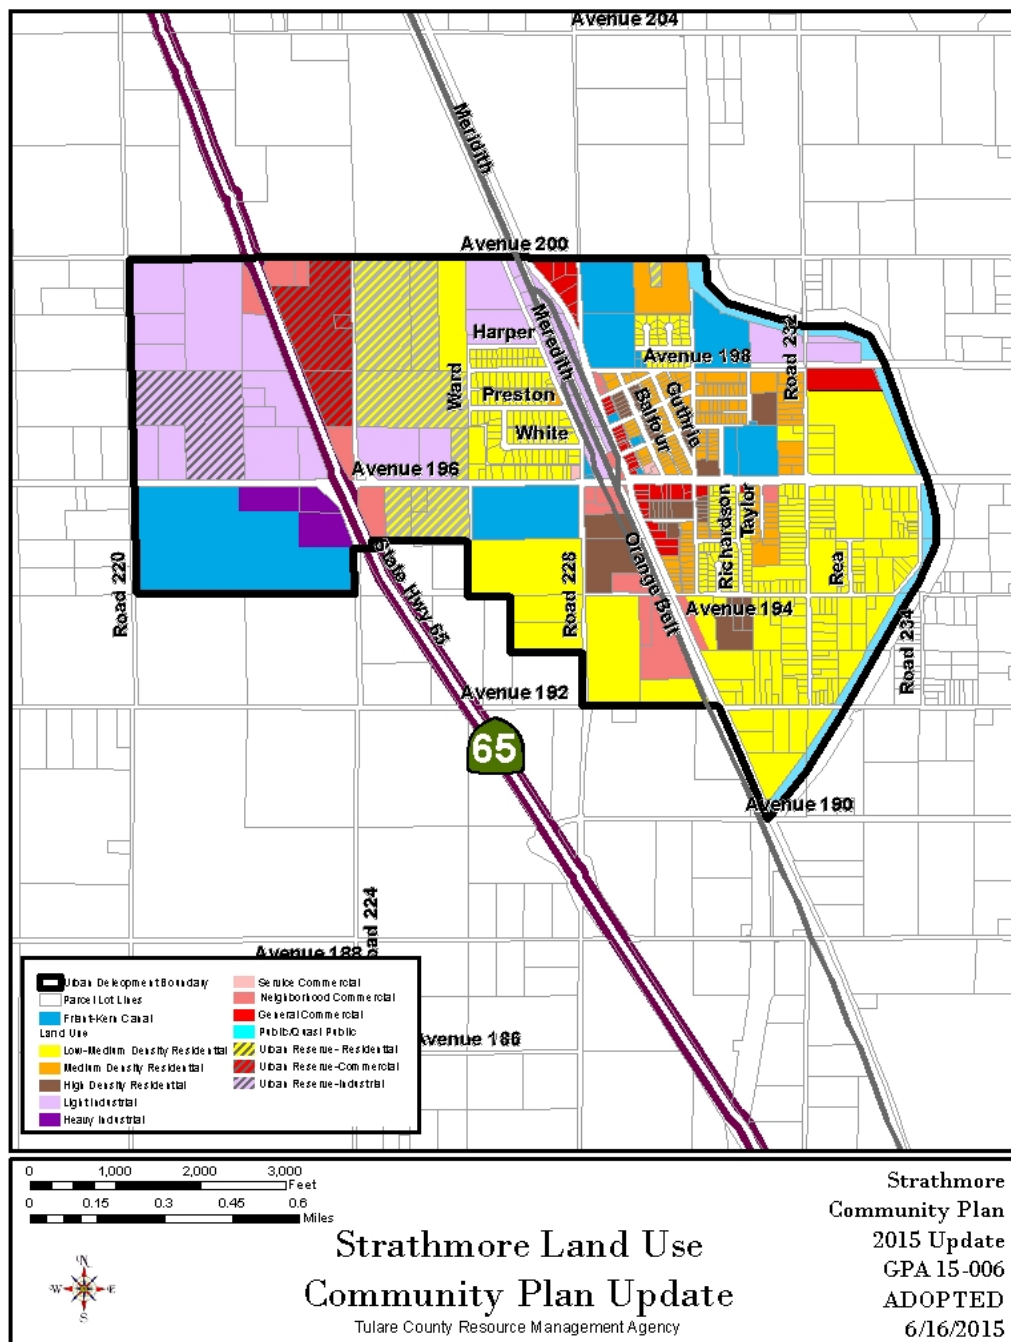 Avenue 204
Meridith
Avenue 200
Harper
Meredith
Avenue 198
Road 232
Ward
Preston
Balfour
Guthrie
White
Avenue 196
Richardson
Taylor
Road 220
State Hwy 65
Road 228
Orange Belt
Rea
Avenue 194
Road 234
Avenue 192
65
Avenue 190
oad 224
Avenue 188
Avenue 186
Urban Delelopment Boundary
Parcel Lot Lines
Friant-Kern Canal
Land Use
Low-Medium Density Residential
Medium Density Residential
High Density Residential
Light Industrial
Heavy Industrial
Service Commercial
Neighborhood Commercial
General Commercial
Public/Quasi Public
Urban Reserve- Residential
Urban Reserve-Commercial
Urban Reserve-Industrial
0 1,000 2,000 3,000
Feet
0 0.15 0.3 0.45 0.6
Miles
N
W E
S
Strathmore Land Use
Community Plan Update
Tulare County Resource Management Agency
Strathmore
Community Plan
2015 Update
GPA 15-006
ADOPTED
6/16/2015